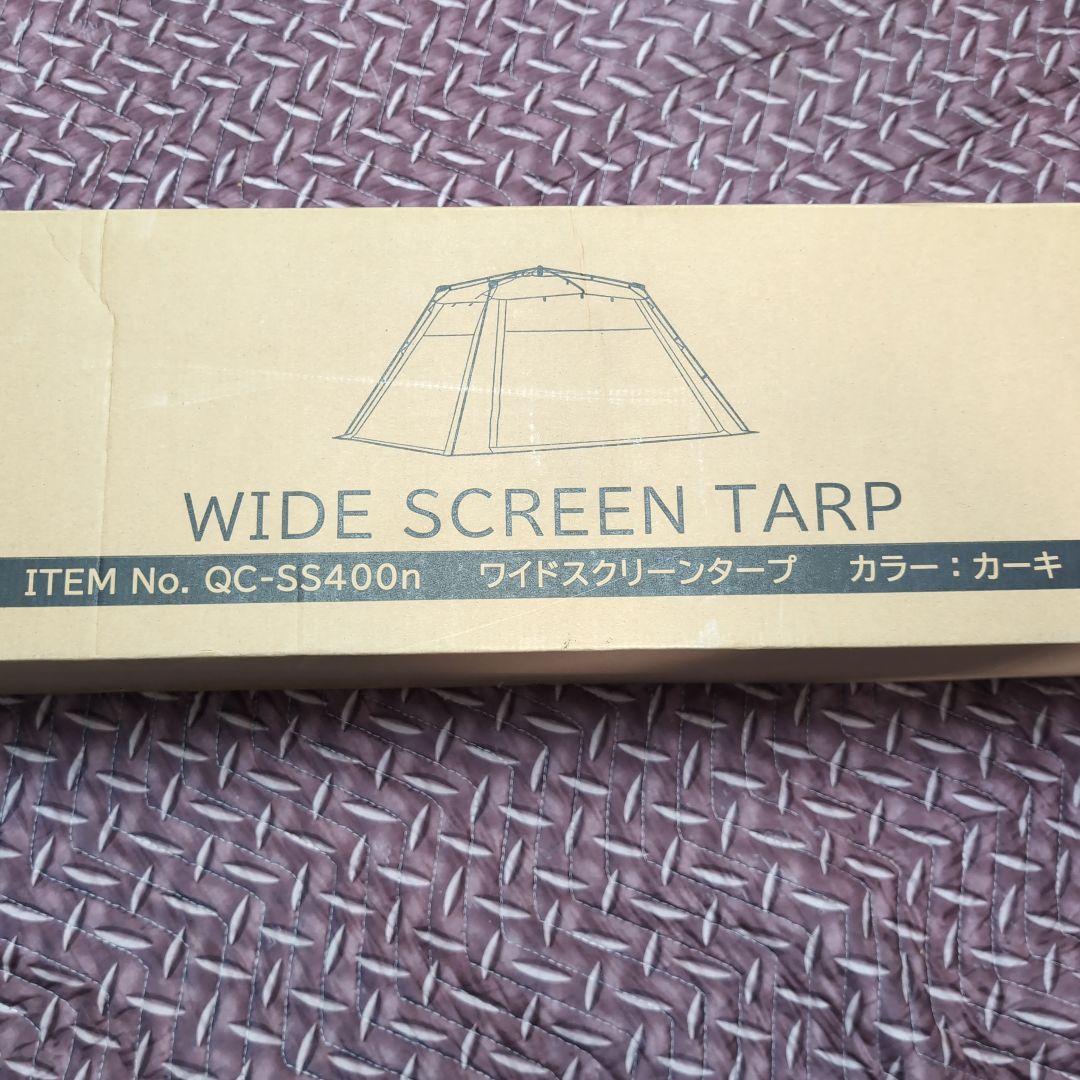 WIDE SCREEN TARP
ITEM No. QC-SS400n ワイドスクリーンタープ カラー：カーキ